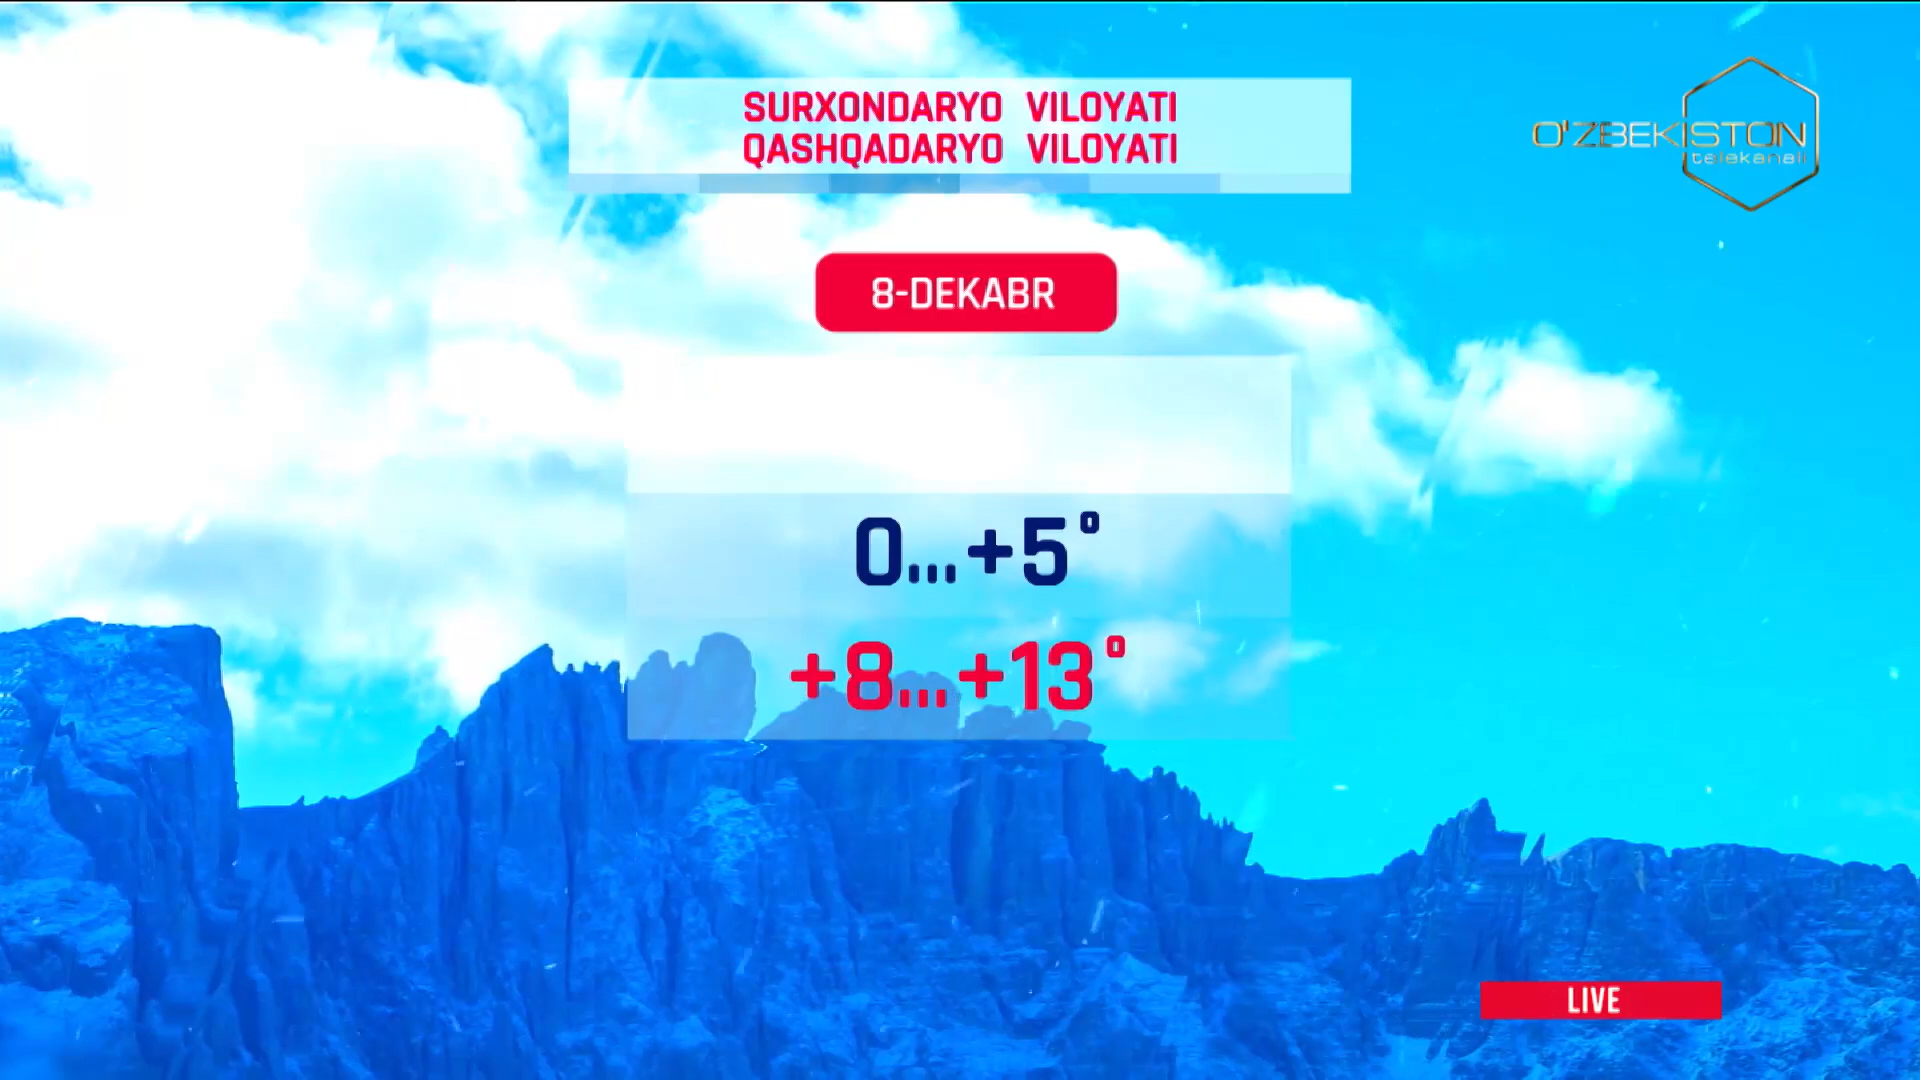 SURXONDARYO VILOYATI
QASHQADARYO VILOYATI
O'ZBEKISTON
telekanali
8-DEKABR
0...+5°
+8...+13°
LIVE